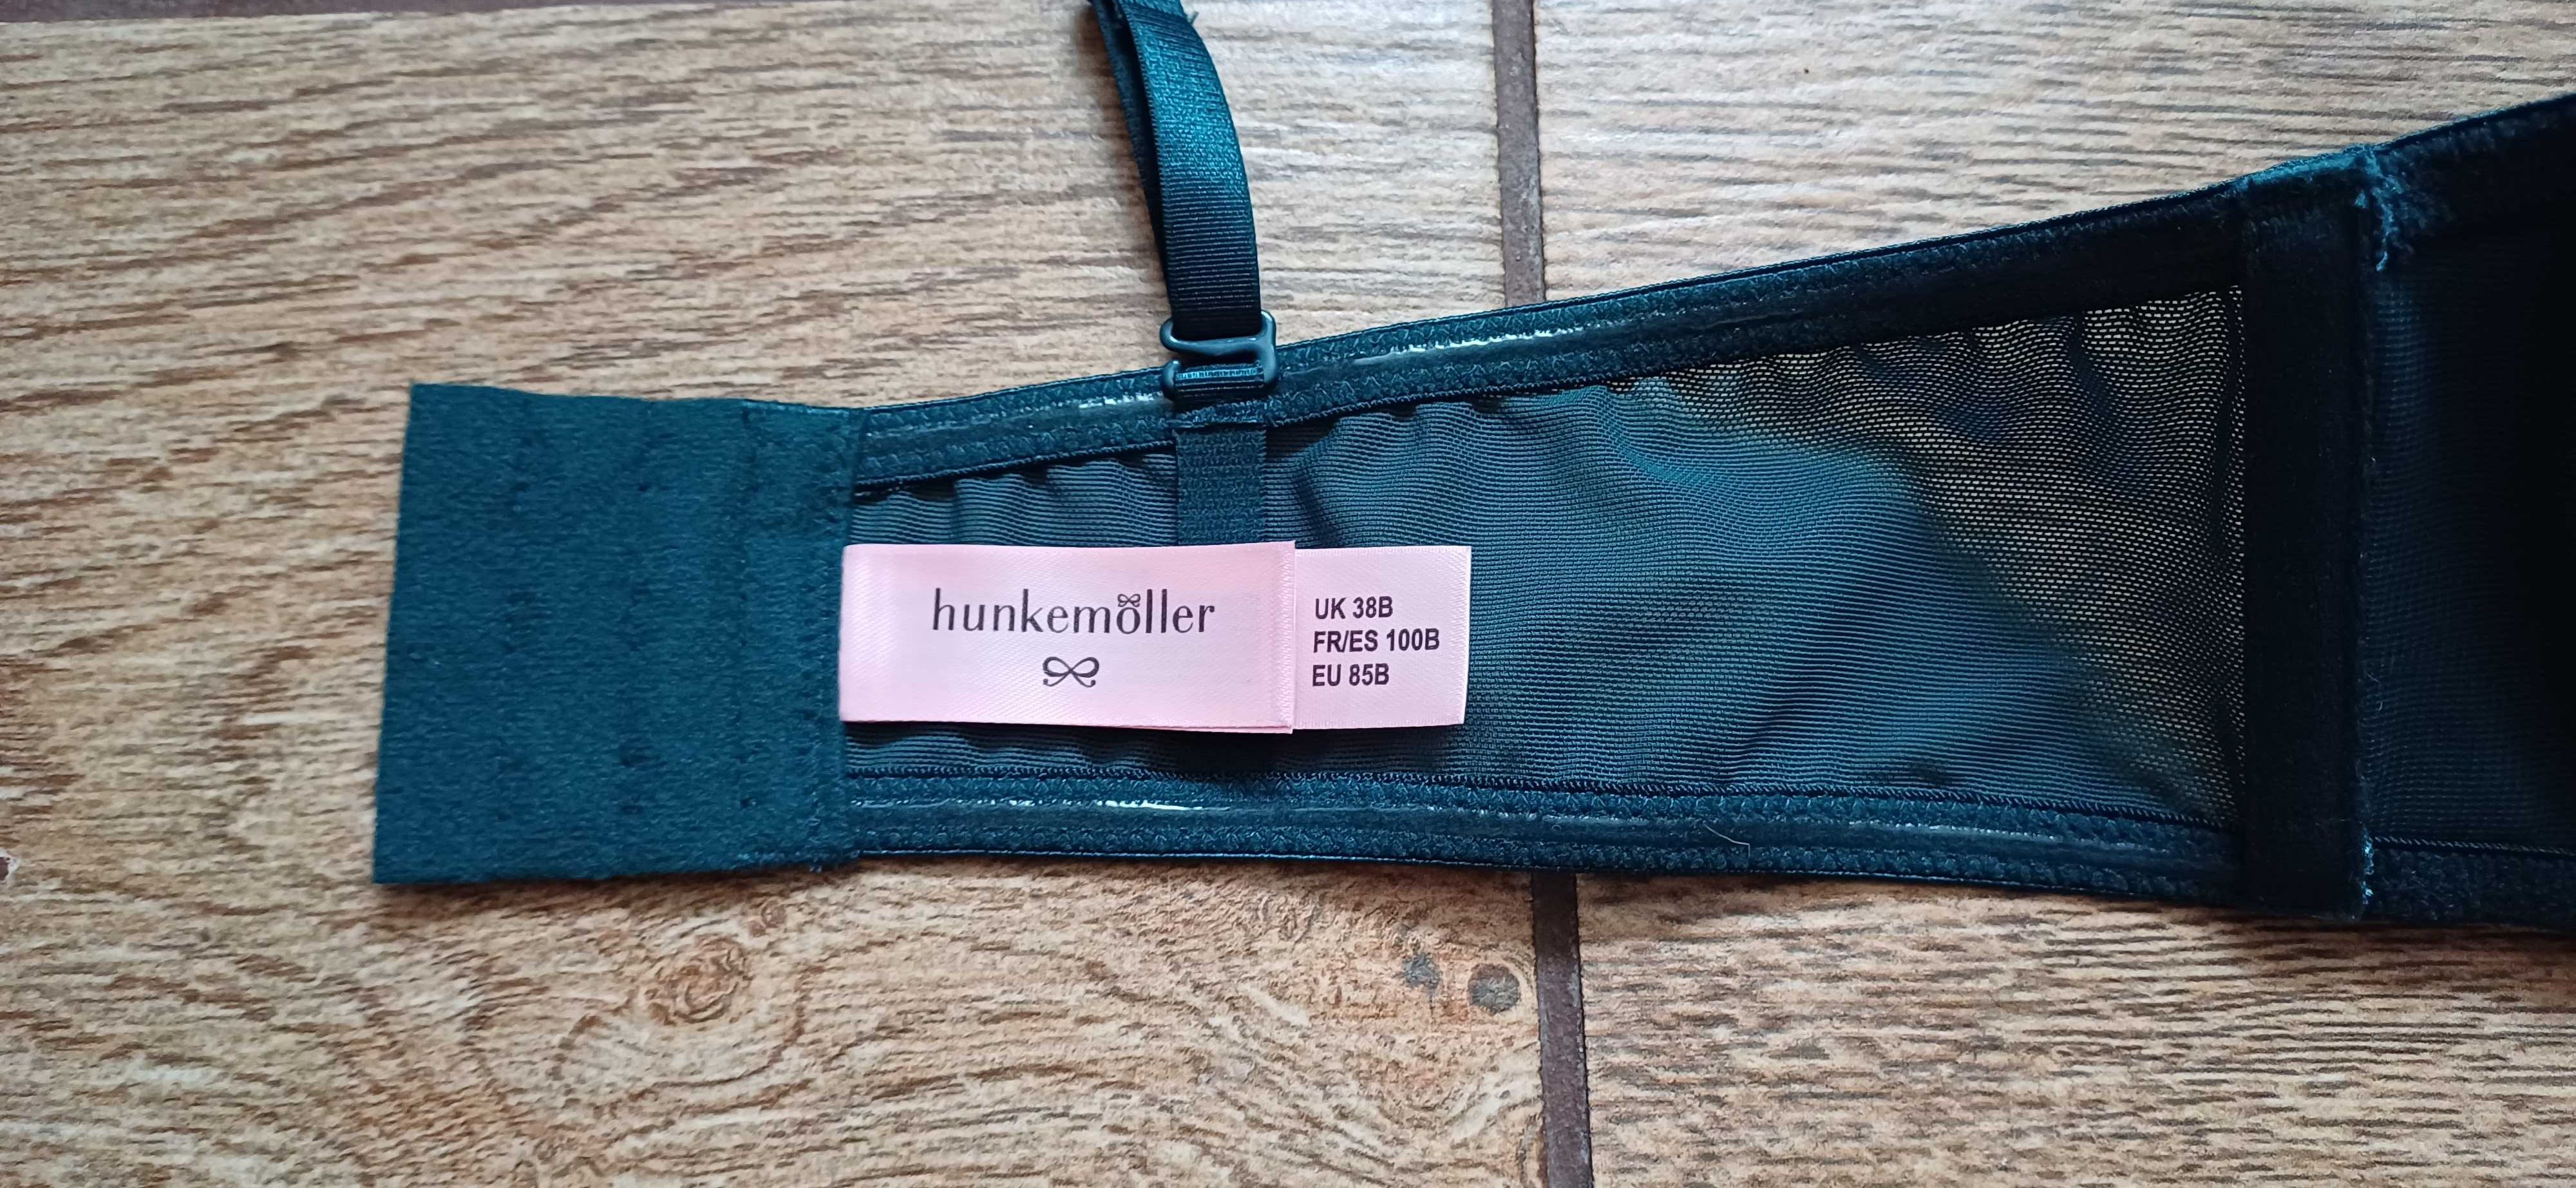 hunkemöller
UK 38B
FR/ES 100B
EU 85B